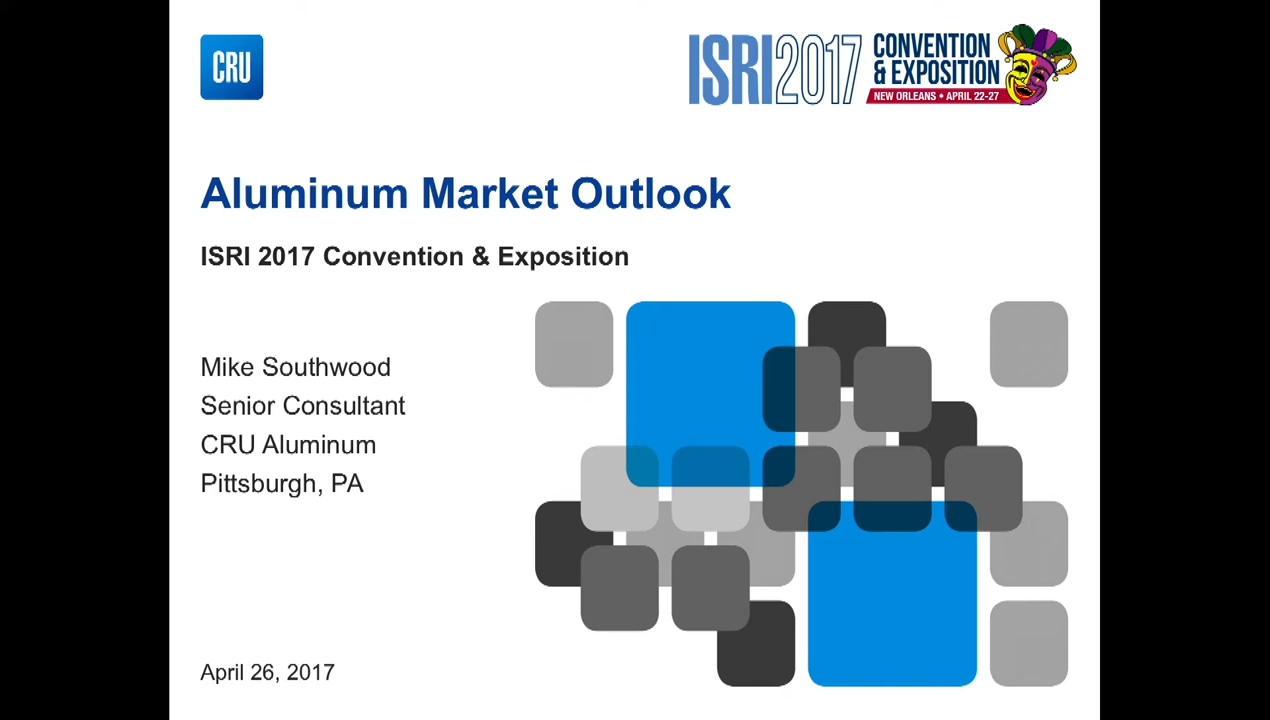 CRU
ISRI2017
CONVENTION
& EXPOSITION
NEW ORLEANS • APRIL 22-27
Aluminum Market Outlook
ISRI 2017 Convention & Exposition
Mike Southwood
Senior Consultant
CRU Aluminum
Pittsburgh, PA
April 26, 2017